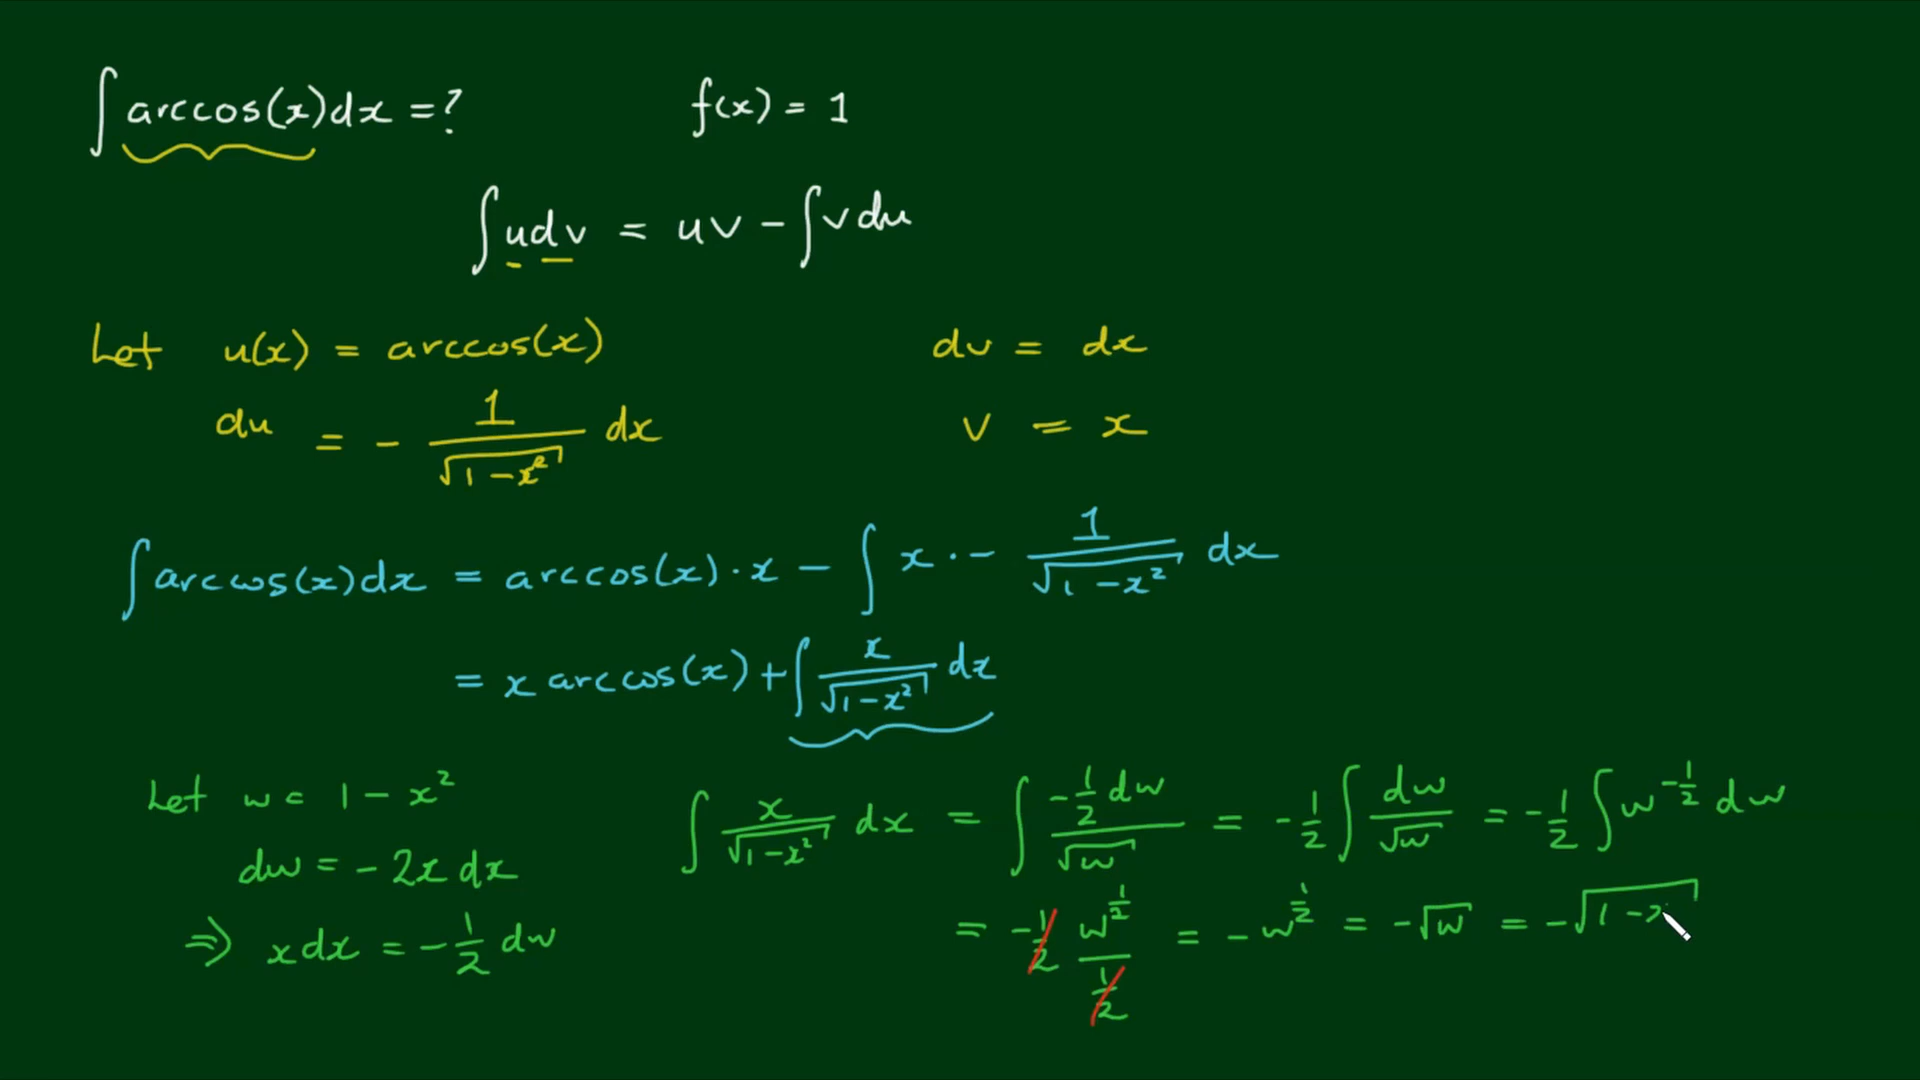 ∫ arccos(x) dx = ? f(x) = 1
∫ u dv = uv − ∫ v du
Let u(x) = arccos(x) dv = dx
du = − 1/√(1−x²) dx v = x
∫ arccos(x) dx = arccos(x) · x − ∫ x · − 1/√(1−x²) dx
= x arccos(x) + ∫ x/√(1−x²) dx
Let w = 1 − x² ∫ x/√(1−x²) dx = ∫ (−1/2 dw)/√w = −1/2 ∫ dw/√w = −1/2 ∫ w^(−1/2) dw
dw = −2x dx
⇒ x dx = −1/2 dw = −1/2 w^(1/2)/(1/2) = −w^(1/2) = −√w = −√(1−x